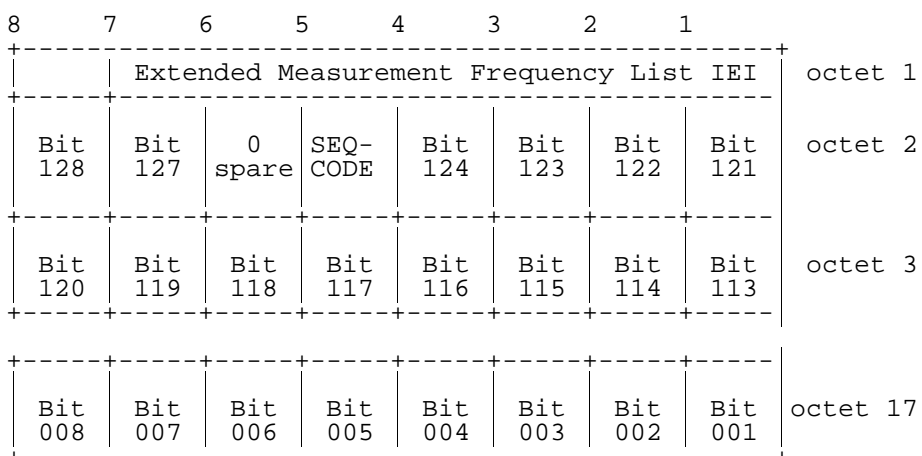 8 7 6 5 4 3 2 1
Extended Measurement Frequency List IEI octet 1
Bit Bit 0 SEQ- Bit Bit Bit Bit octet 2
128 127 spare CODE 124 123 122 121
Bit Bit Bit Bit Bit Bit Bit Bit octet 3
120 119 118 117 116 115 114 113
Bit Bit Bit Bit Bit Bit Bit Bit octet 17
008 007 006 005 004 003 002 001